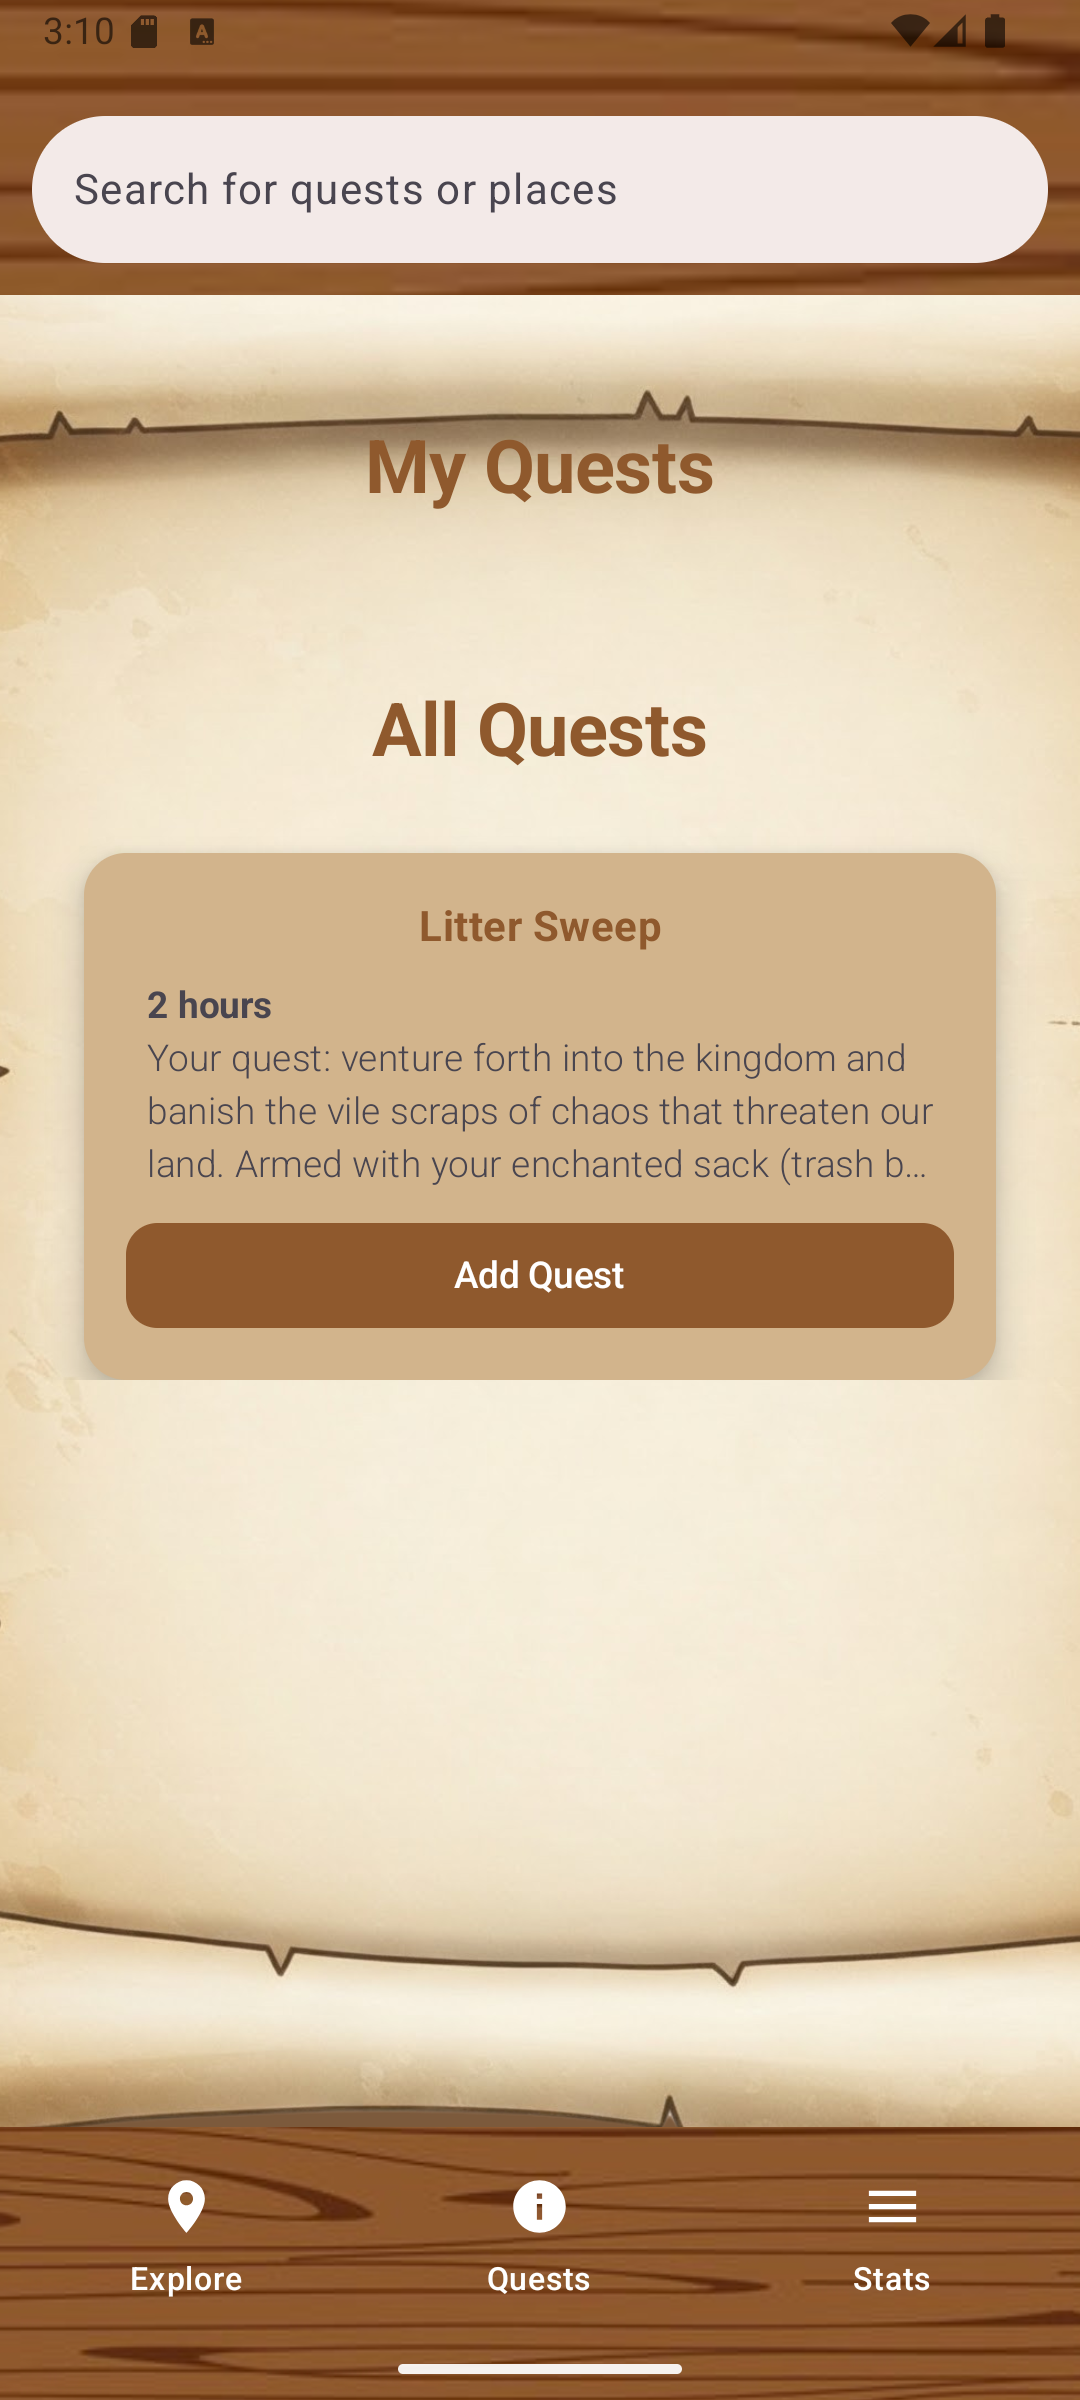 3:10
Search for quests or places
My Quests
All Quests
Litter Sweep
2 hours
Your quest: venture forth into the kingdom and
banish the vile scraps of chaos that threaten our
land. Armed with your enchanted sack (trash b...
Add Quest
Explore
Quests
Stats